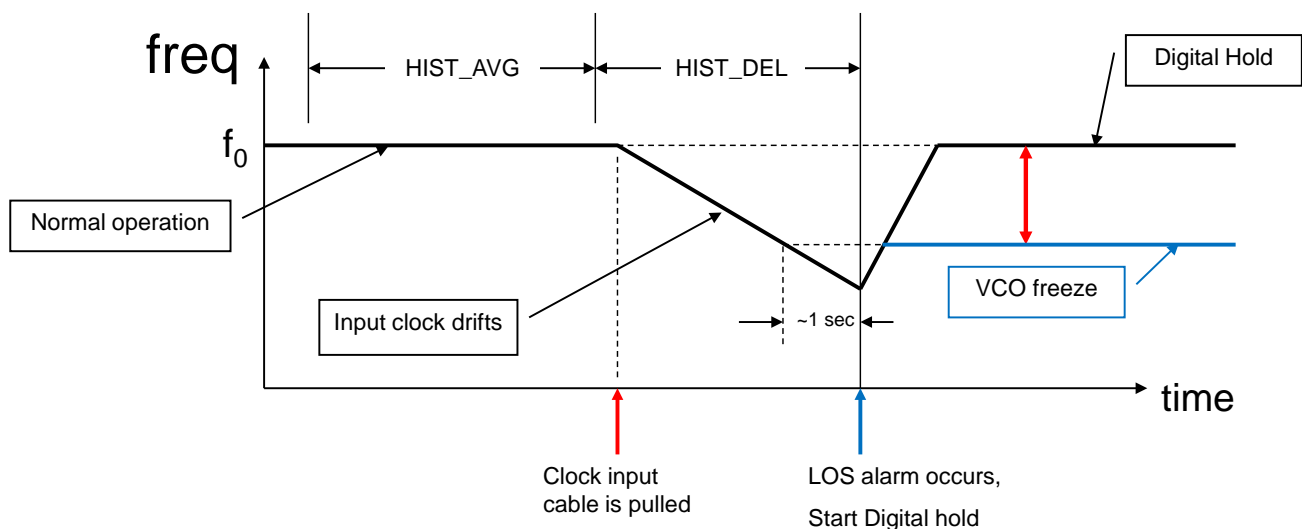 freq
HIST_AVG
HIST_DEL
Digital Hold
f₀
Normal operation
Input clock drifts
~1 sec
VCO freeze
time
Clock input
cable is pulled
LOS alarm occurs,
Start Digital hold